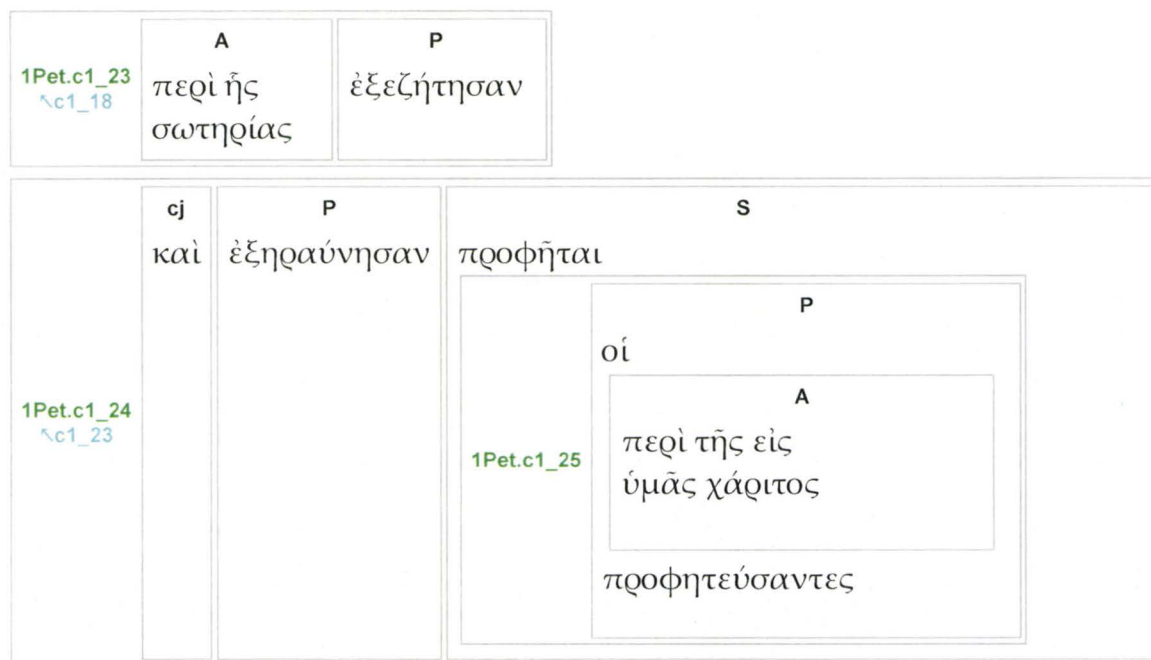 A P
1Pet.c1_23 περὶ ἧς ἐξεζήτησαν
↖c1_18 σωτηρίας
cj P S
καὶ ἐξηραύνησαν προφῆται
P
οἱ
A
1Pet.c1_24 περὶ τῆς εἰς
↖c1_23 1Pet.c1_25 ὑμᾶς χάριτος
προφητεύσαντες